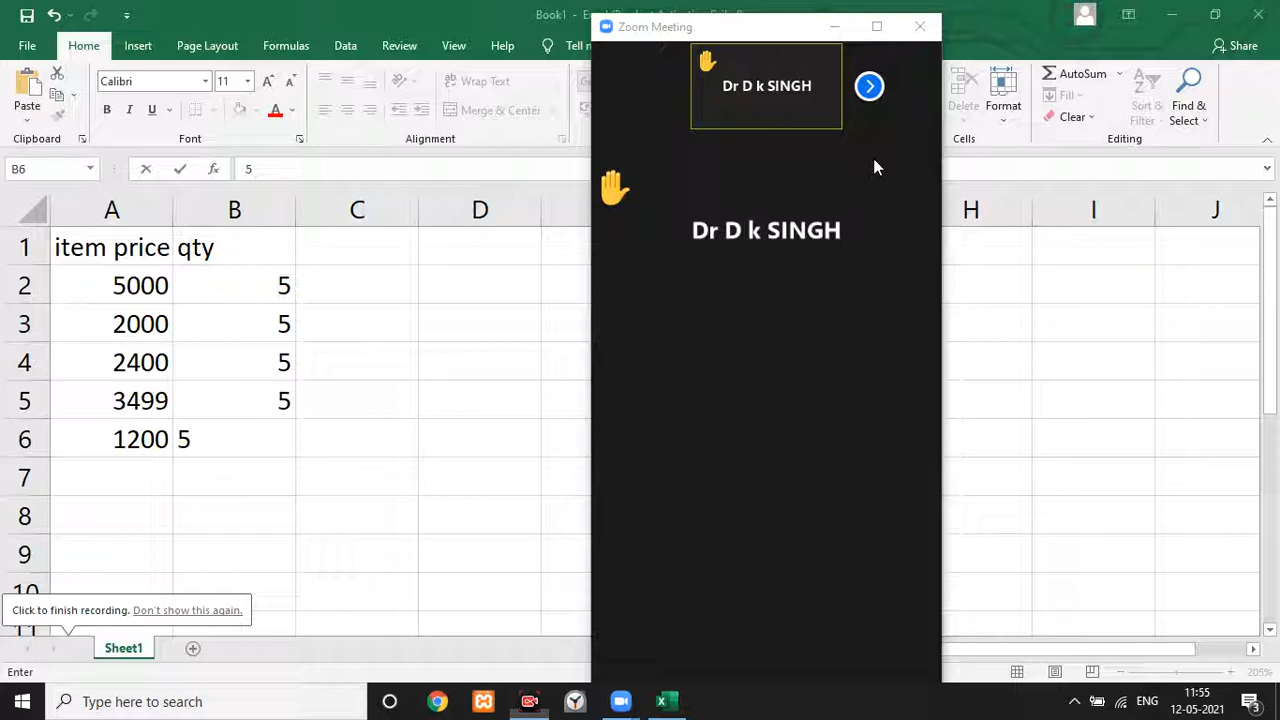 Book1
Zoom Meeting
File Home Insert Page Layout Formulas Data Review View Help Share
Paste Calibri 11 Wrap Text Delete Format AutoSum
B I U A Merge & Center Fill Sort & Find &
Clear Filter Select
Clipboard Font Alignment Cells Editing
B6 5
Dr D k SINGH
Dr D k SINGH
A B C D H I J
1 item price qty
2 5000 5
3 2000 5
4 2400 5
5 3499 5
6 1200 5
7
8
9
10
Click to finish recording. Don't show this again.
Sheet1
Enter 205%
Type here to search ENG 11:55
12-05-2021
3